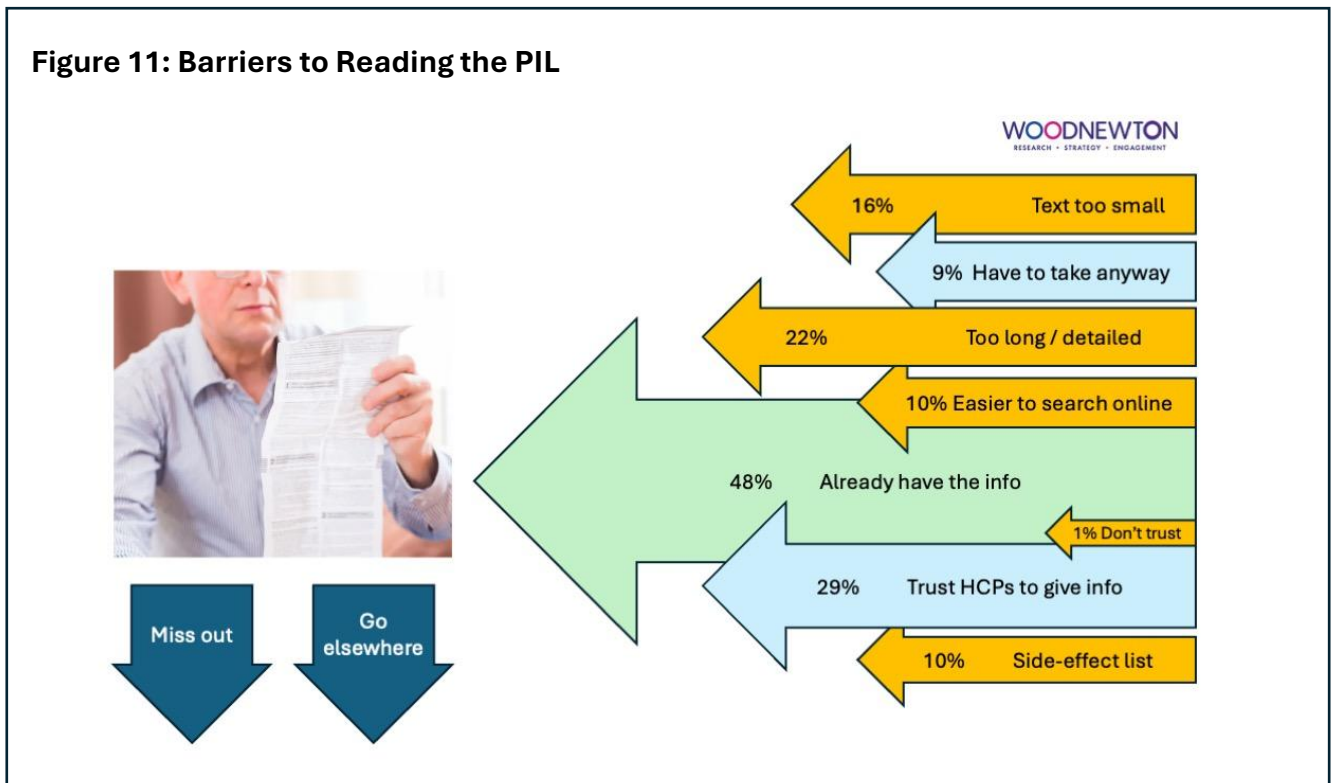 Figure 11: Barriers to Reading the PIL
WOODNEWTON
RESEARCH • STRATEGY • ENGAGEMENT
16% Text too small
9% Have to take anyway
22% Too long / detailed
10% Easier to search online
48% Already have the info
1% Don't trust
29% Trust HCPs to give info
10% Side-effect list
Miss out
Go
elsewhere